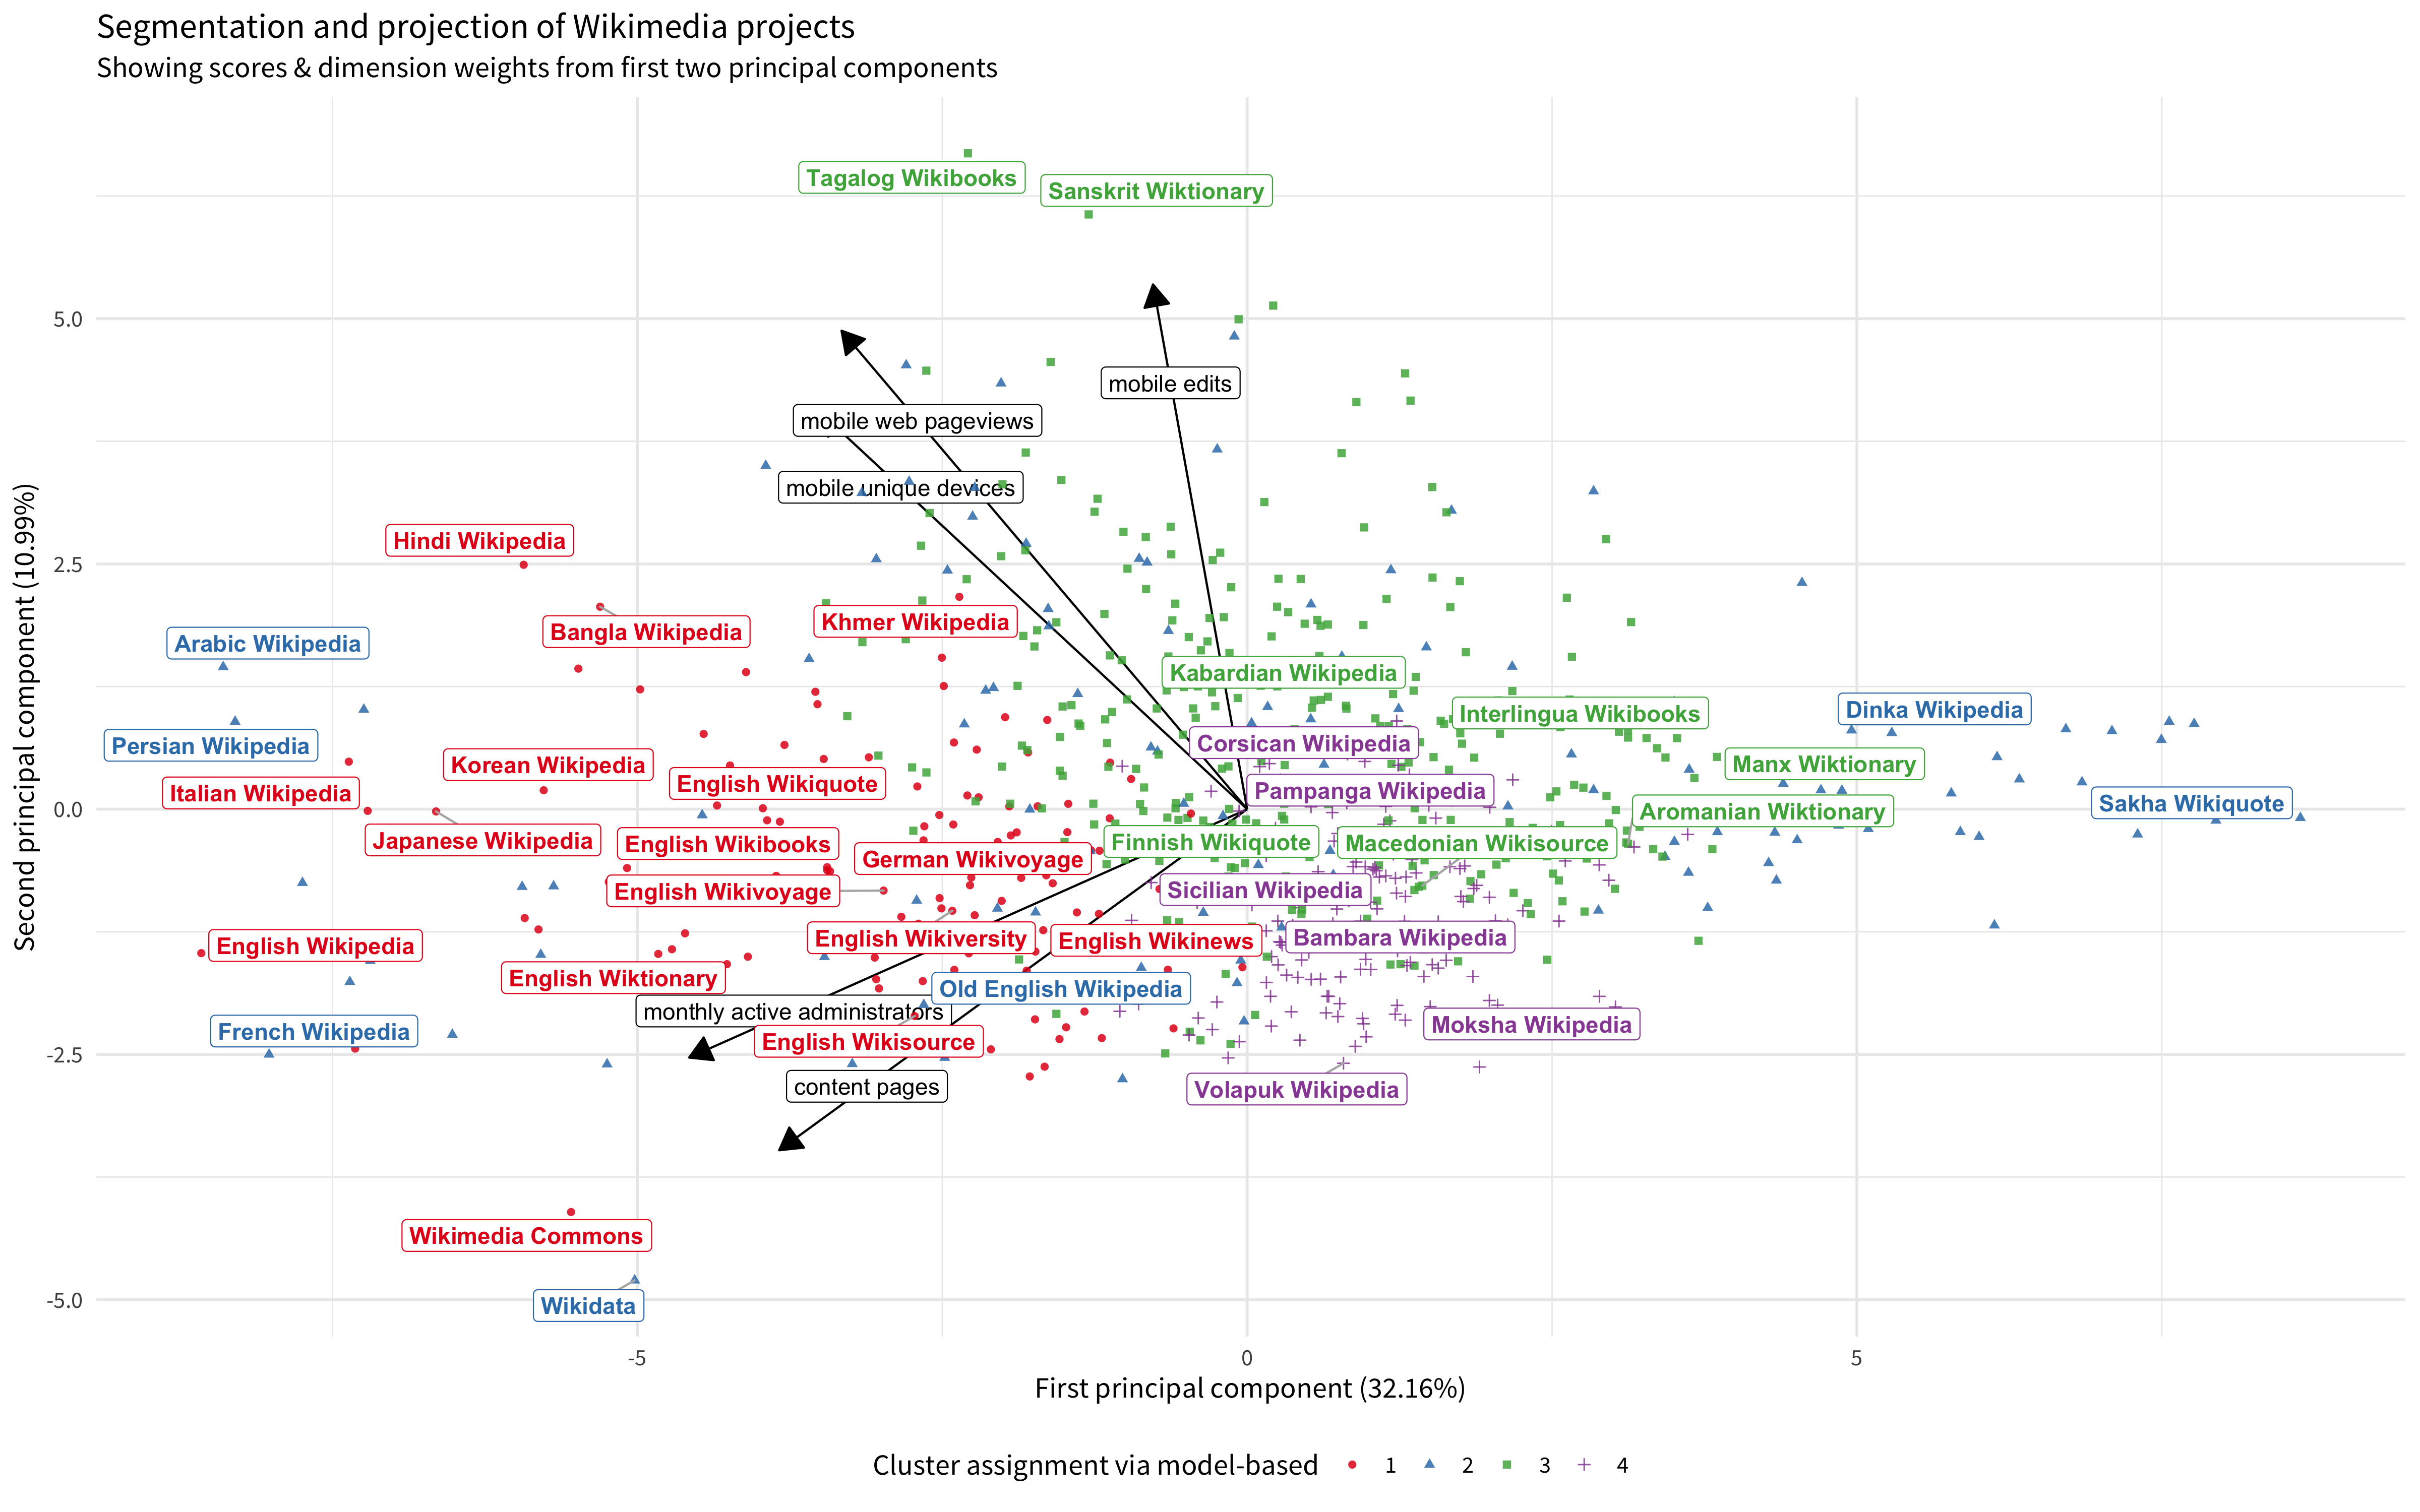 Segmentation and projection of Wikimedia projects
Showing scores & dimension weights from first two principal components
Second principal component (10.99%)
5.0
2.5
0.0
-2.5
-5.0
Tagalog Wikibooks
Sanskrit Wiktionary
mobile edits
mobile web pageviews
mobile unique devices
Hindi Wikipedia
Khmer Wikipedia
Bangla Wikipedia
Arabic Wikipedia
Kabardian Wikipedia
Dinka Wikipedia
Interlingua Wikibooks
Corsican Wikipedia
Persian Wikipedia
Korean Wikipedia
Manx Wiktionary
English Wikiquote
Pampanga Wikipedia
Italian Wikipedia
Sakha Wikiquote
Aromanian Wiktionary
Japanese Wikipedia
Finnish Wikiquote
Macedonian Wikisource
English Wikibooks
German Wikivoyage
Sicilian Wikipedia
English Wikivoyage
Bambara Wikipedia
English Wikiversity
English Wikinews
English Wikipedia
English Wiktionary
Old English Wikipedia
monthly active administrators
Moksha Wikipedia
French Wikipedia
English Wikisource
content pages
Volapuk Wikipedia
Wikimedia Commons
Wikidata
-5
0
5
First principal component (32.16%)
Cluster assignment via model-based 1 2 3 4